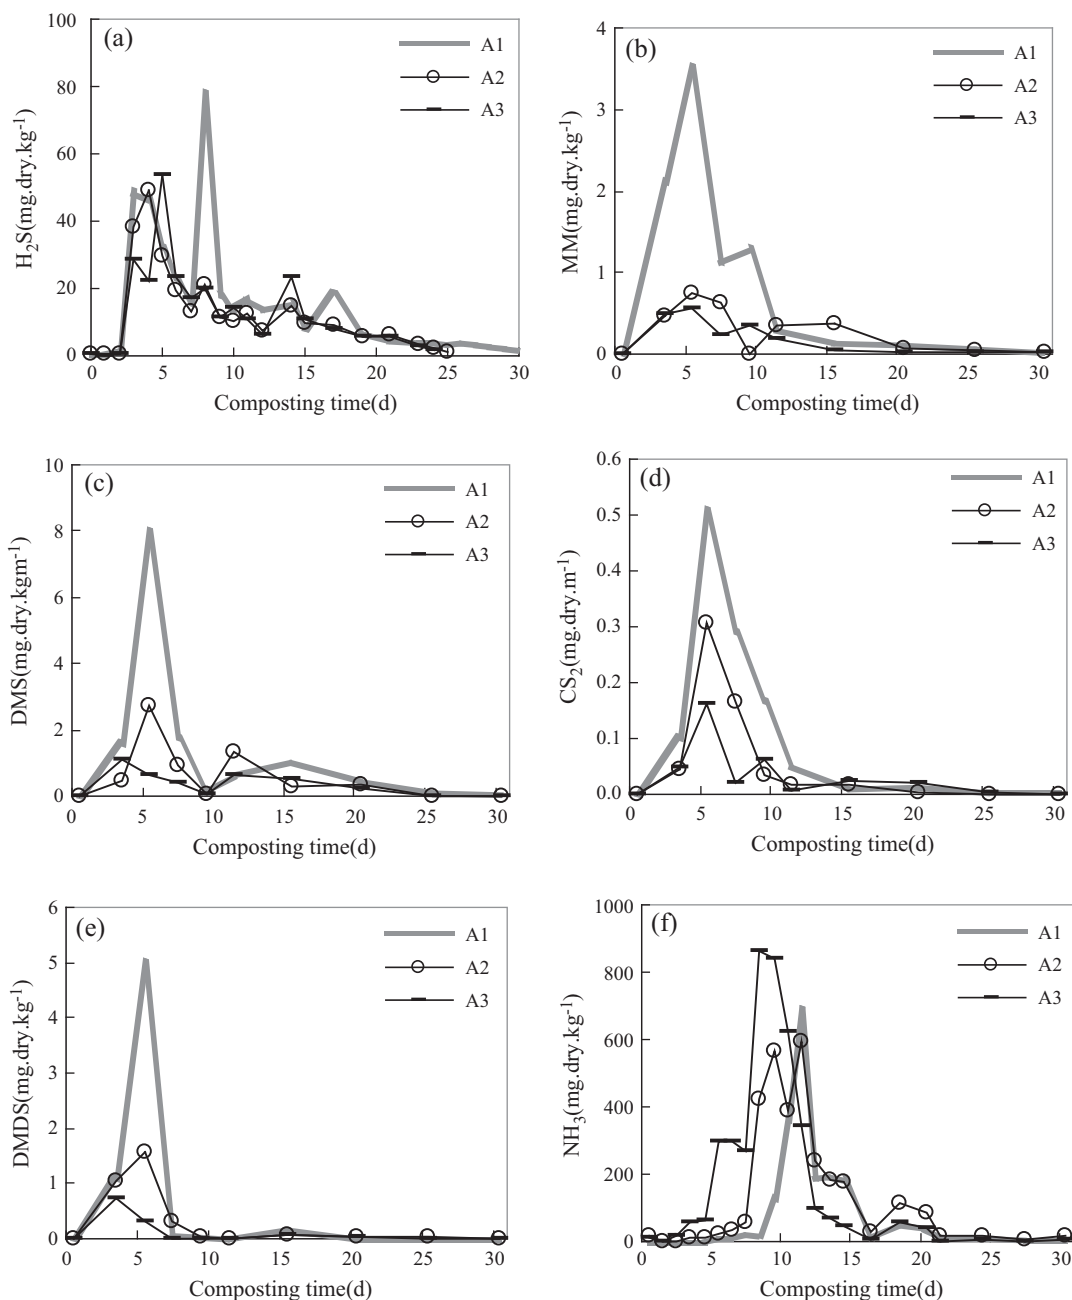 (a)
A1
A2
A3
100
80
60
40
20
0
H₂S(mg.dry.kg⁻¹)
0 5 10 15 20 25 30
Composting time(d)
(b)
A1
A2
A3
4
3
2
1
0
MM(mg.dry.kg⁻¹)
0 5 10 15 20 25 30
Composting time(d)
(c)
A1
A2
A3
10
8
6
4
2
0
DMS(mg.dry.kgm⁻¹)
0 5 10 15 20 25 30
Composting time(d)
(d)
A1
A2
A3
0.6
0.5
0.4
0.3
0.2
0.1
0.0
CS₂(mg.dry.m⁻¹)
0 5 10 15 20 25 30
Composting time(d)
(e)
A1
A2
A3
6
5
4
3
2
1
0
DMDS(mg.dry.kg⁻¹)
0 5 10 15 20 25 30
Composting time(d)
(f)
A1
A2
A3
1000
800
600
400
200
0
NH₃(mg.dry.kg⁻¹)
0 5 10 15 20 25 30
Composting time(d)